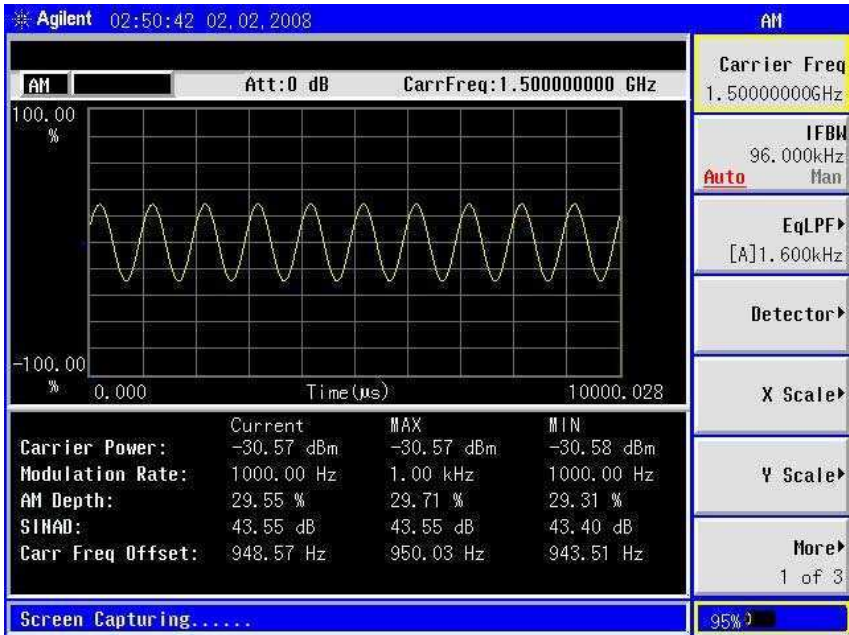 Agilent 02:50:42 02,02,2008 AM
AM Att:0 dB CarrFreq:1.500000000 GHz
100.00
%
-100.00
%
0.000 Time(µs) 10000.028
Current MAX MIN
Carrier Power: -30.57 dBm -30.57 dBm -30.58 dBm
Modulation Rate: 1000.00 Hz 1.00 kHz 1000.00 Hz
AM Depth: 29.55 % 29.71 % 29.31 %
SINAD: 43.55 dB 43.55 dB 43.40 dB
Carr Freq Offset: 948.57 Hz 950.03 Hz 943.51 Hz
Screen Capturing......
Carrier Freq
1.50000000GHz
IFBW
96.000kHz
Auto Man
EqLPF
[A]1.600kHz
Detector
X Scale
Y Scale
More
1 of 3
95%